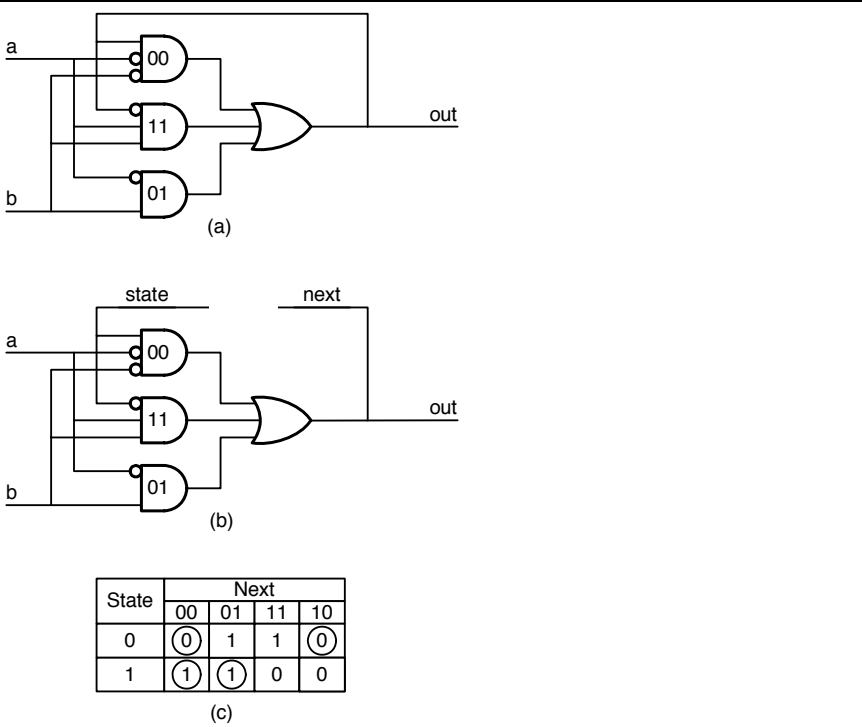 a
00
11
out
b
01
(a)
state next
a
00
11
out
b
01
(b)
State Next
00 01 11 10
0 0 1 1 0
1 1 1 0 0
(c)